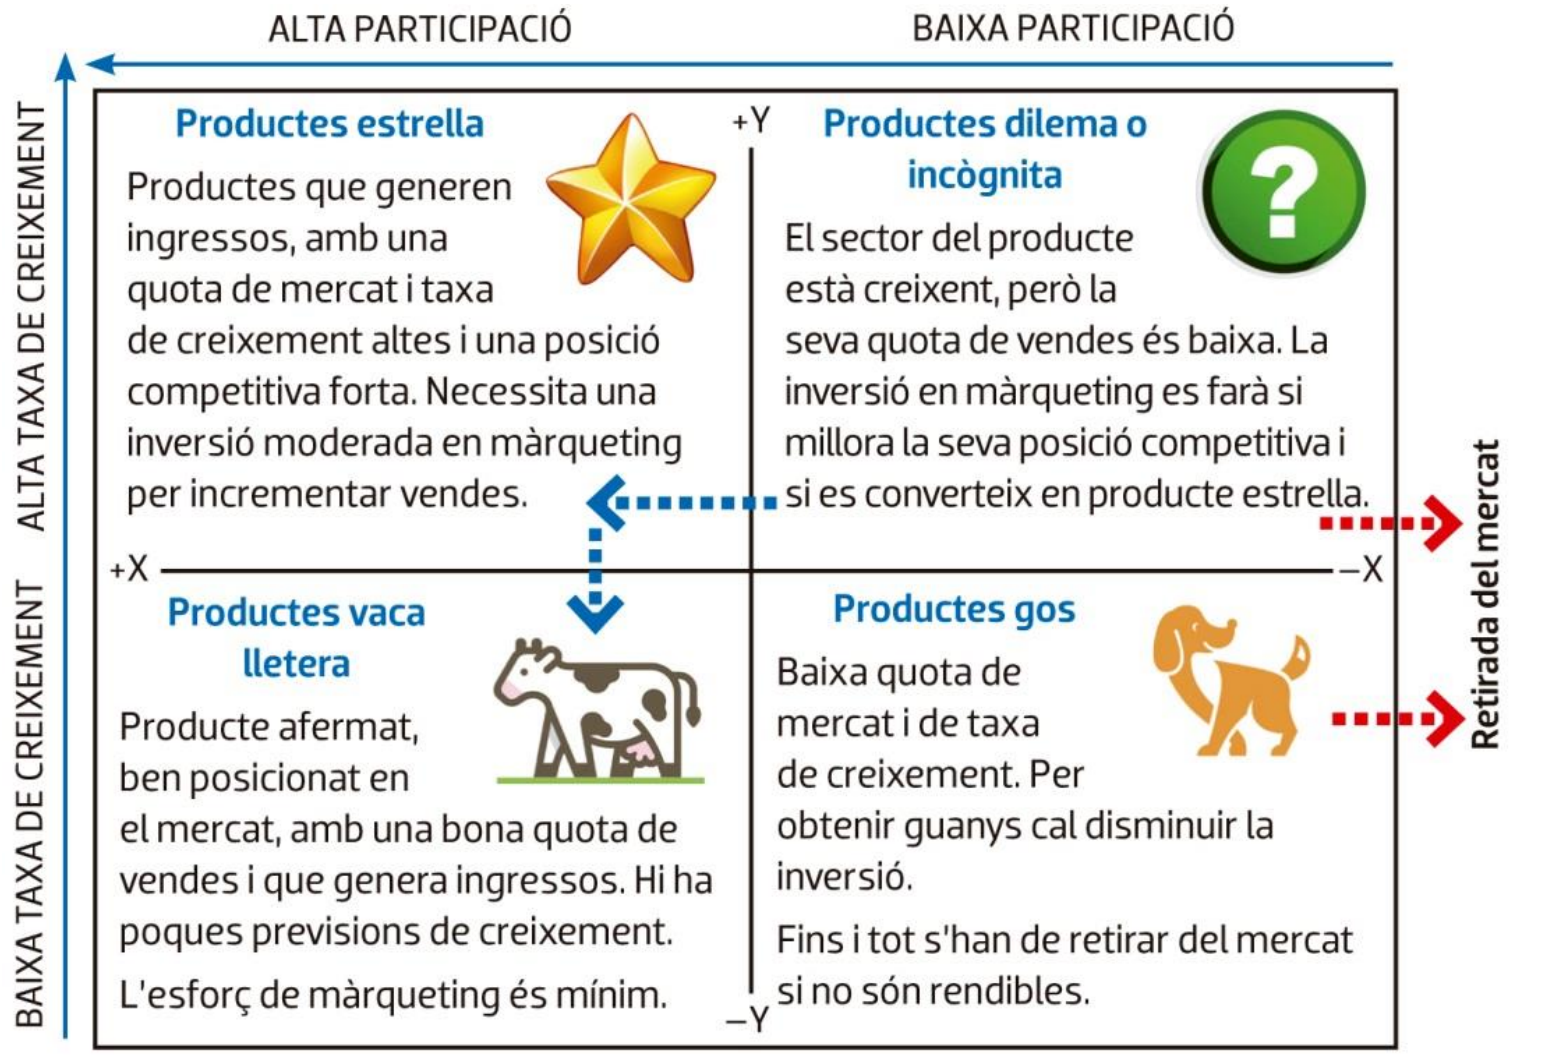 ALTA PARTICIPACIÓ
BAIXA PARTICIPACIÓ
ALTA TAXA DE CREIXEMENT
Productes estrella
Productes que generen
ingressos, amb una
quota de mercat i taxa
de creixement altes i una posició
competitiva forta. Necessita una
inversió moderada en màrqueting
per incrementar vendes.
+Y
Productes dilema o
incògnita
?
El sector del producte
està creixent, però la
seva quota de vendes és baixa. La
inversió en màrqueting es farà si
millora la seva posició competitiva i
si es converteix en producte estrella.
+X
–X
BAIXA TAXA DE CREIXEMENT
Productes vaca
lletera
Producte afermat,
ben posicionat en
el mercat, amb una bona quota de
vendes i que genera ingressos. Hi ha
poques previsions de creixement.
L'esforç de màrqueting és mínim.
–Y
Productes gos
Baixa quota de
mercat i de taxa
de creixement. Per
obtenir guanys cal disminuir la
inversió.
Fins i tot s'han de retirar del mercat
si no són rendibles.
Retirada del mercat